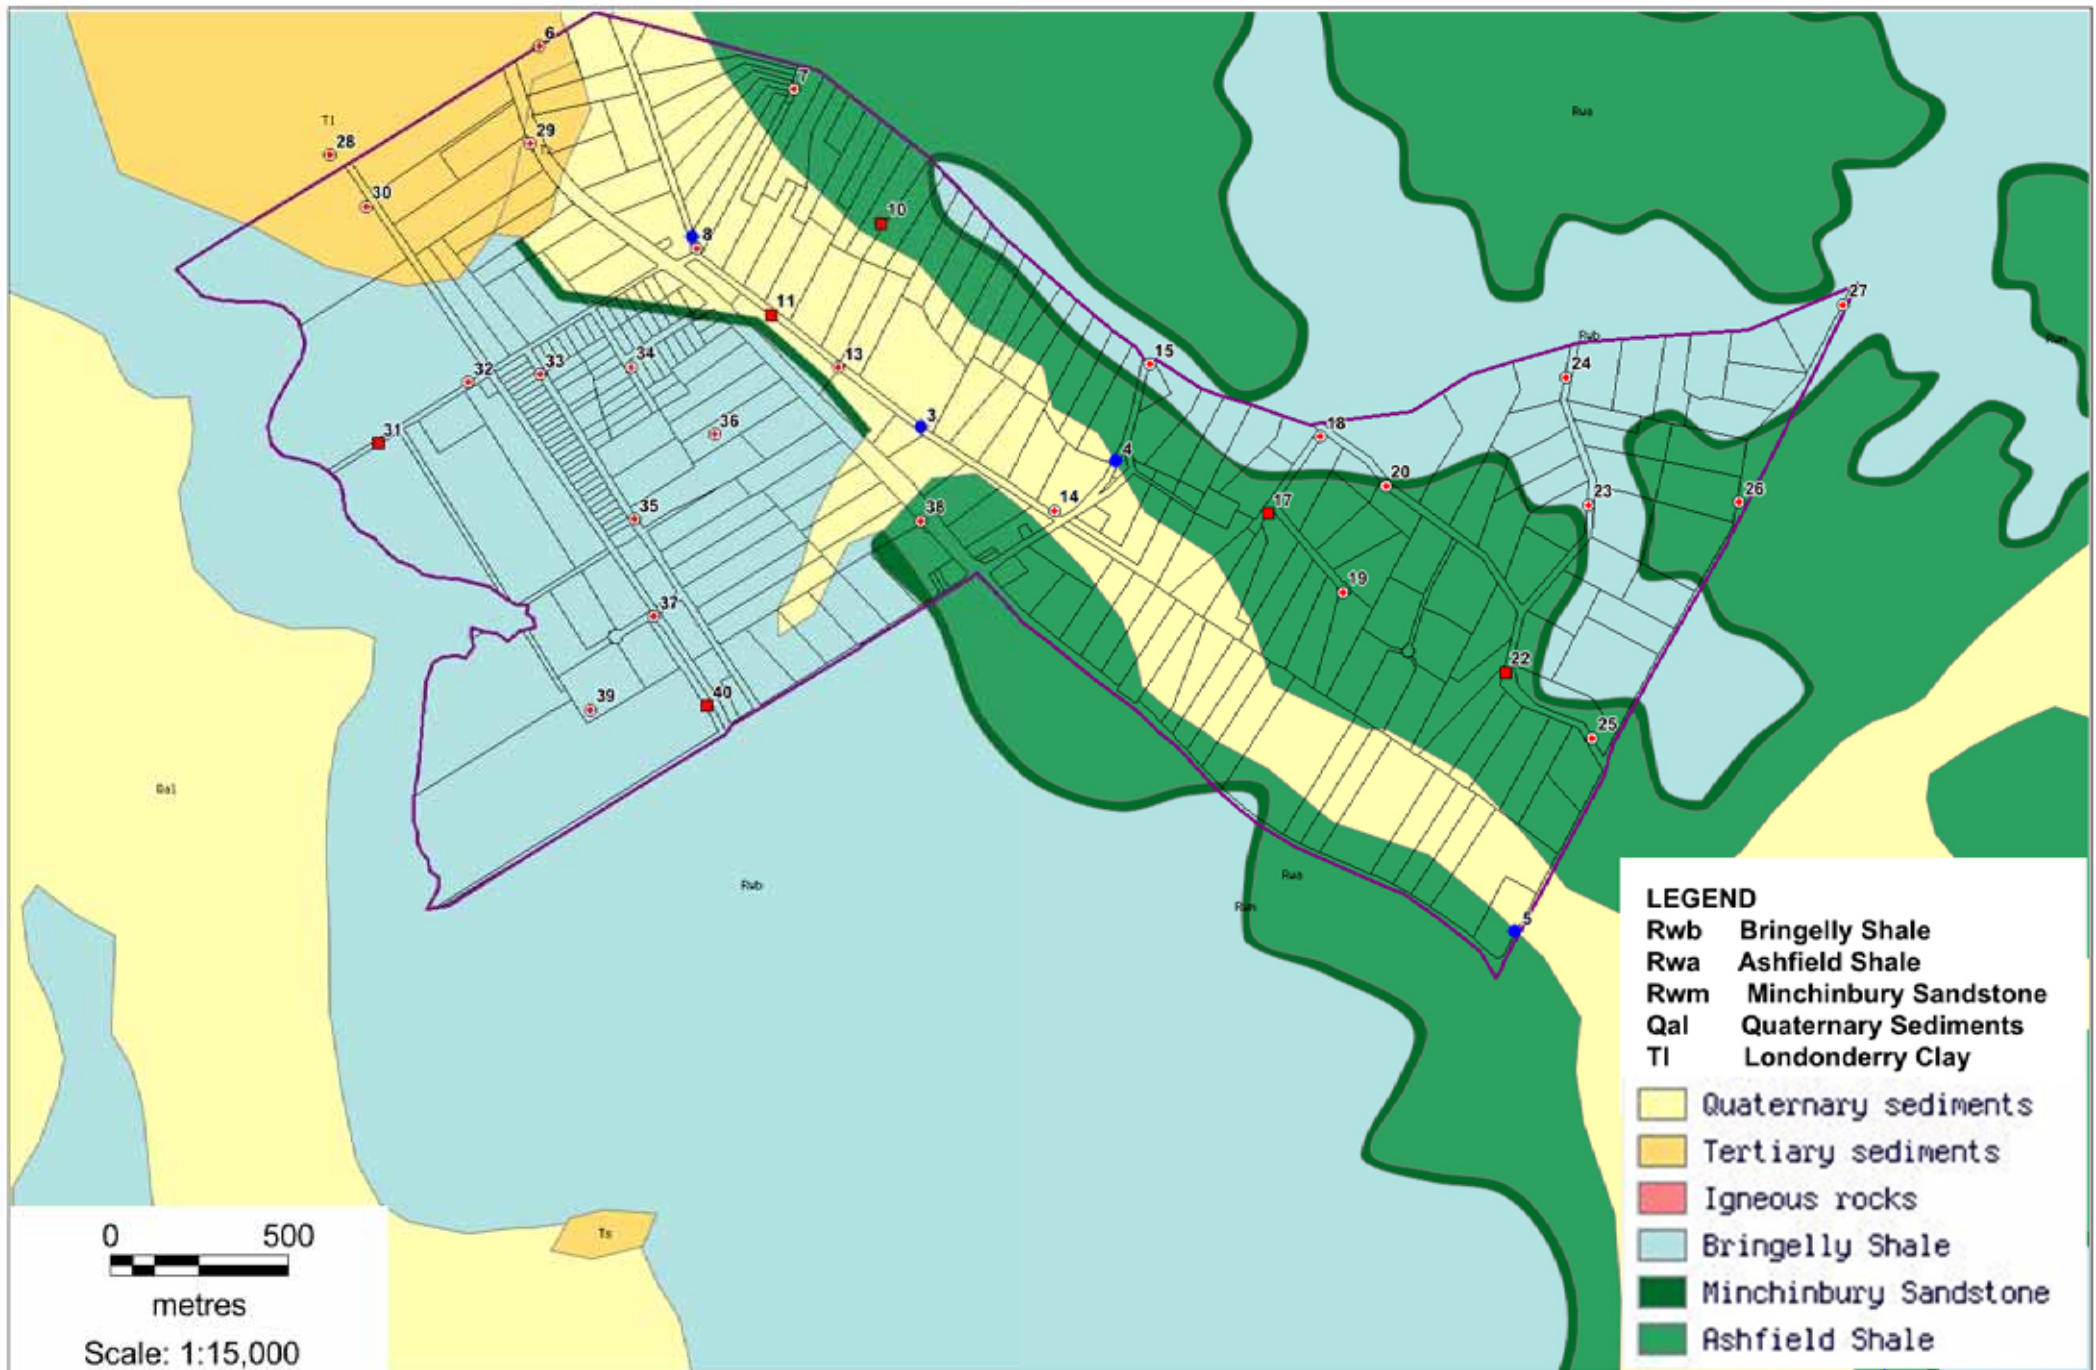 6
7
Rwa
Tl
28
29
30
10
8
27
11
Rwb
15
13
24
32
33
34
36
31
3
18
4
20
26
14
17
23
35
38
19
37
22
39
40
25
Qal
Rwb
Rwa
Rwm
5
LEGEND
Rwb Bringelly Shale
Rwa Ashfield Shale
Rwm Minchinbury Sandstone
Qal Quaternary Sediments
Tl Londonderry Clay
Quaternary sediments
Tertiary sediments
Igneous rocks
Bringelly Shale
Minchinbury Sandstone
Ashfield Shale
Ts
0 500
metres
Scale: 1:15,000